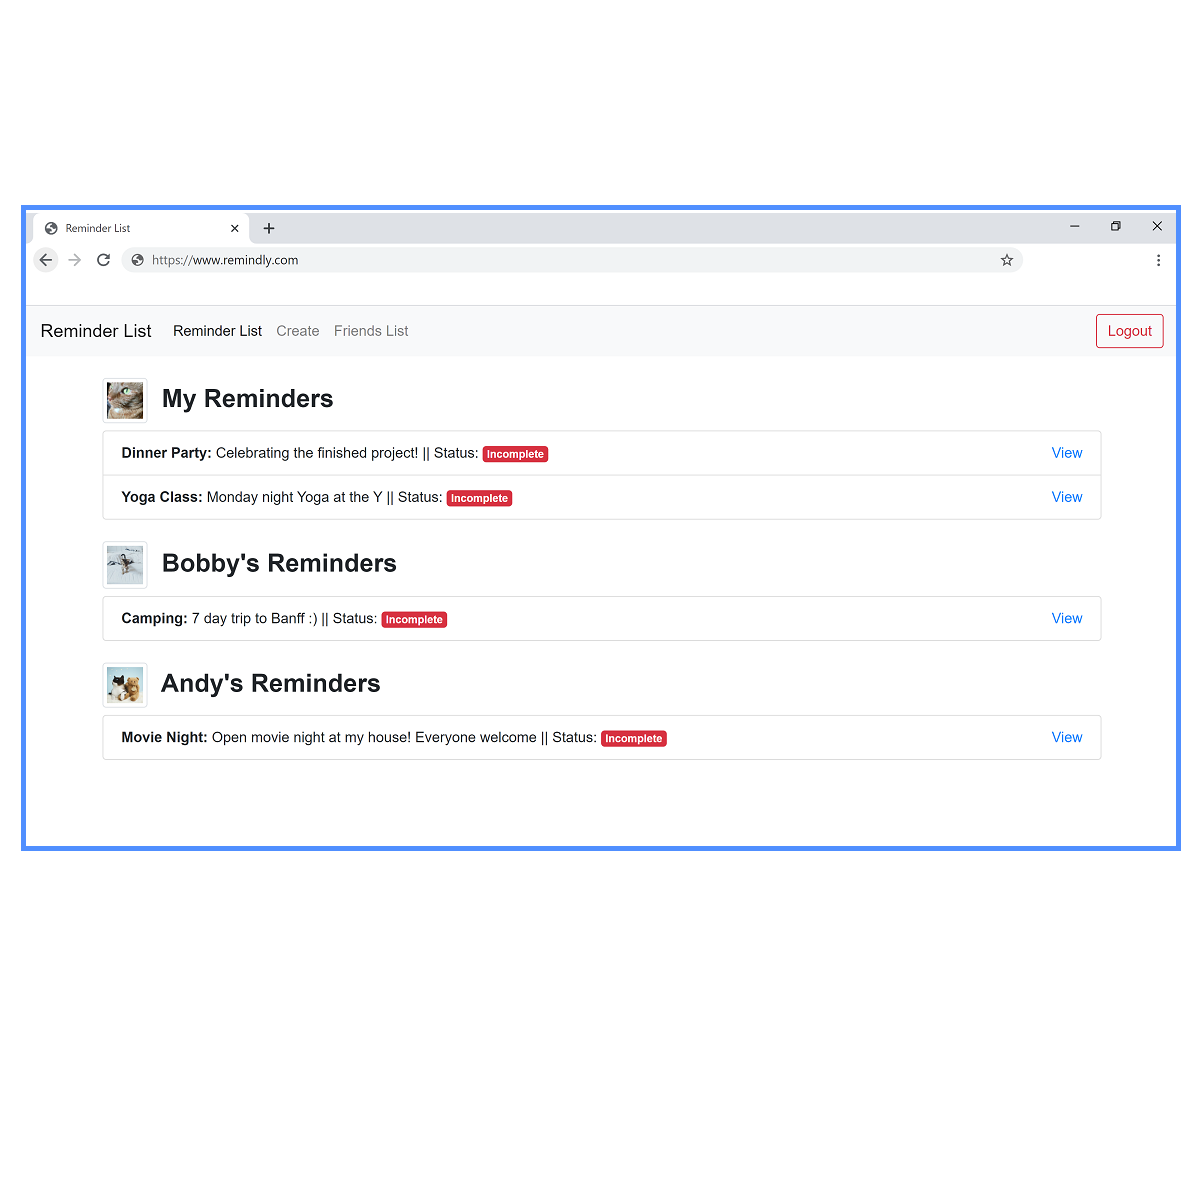 Reminder List
https://www.remindly.com
Reminder List Reminder List Create Friends List Logout
My Reminders
Dinner Party: Celebrating the finished project! || Status: Incomplete View
Yoga Class: Monday night Yoga at the Y || Status: Incomplete View
Bobby's Reminders
Camping: 7 day trip to Banff :) || Status: Incomplete View
Andy's Reminders
Movie Night: Open movie night at my house! Everyone welcome || Status: Incomplete View